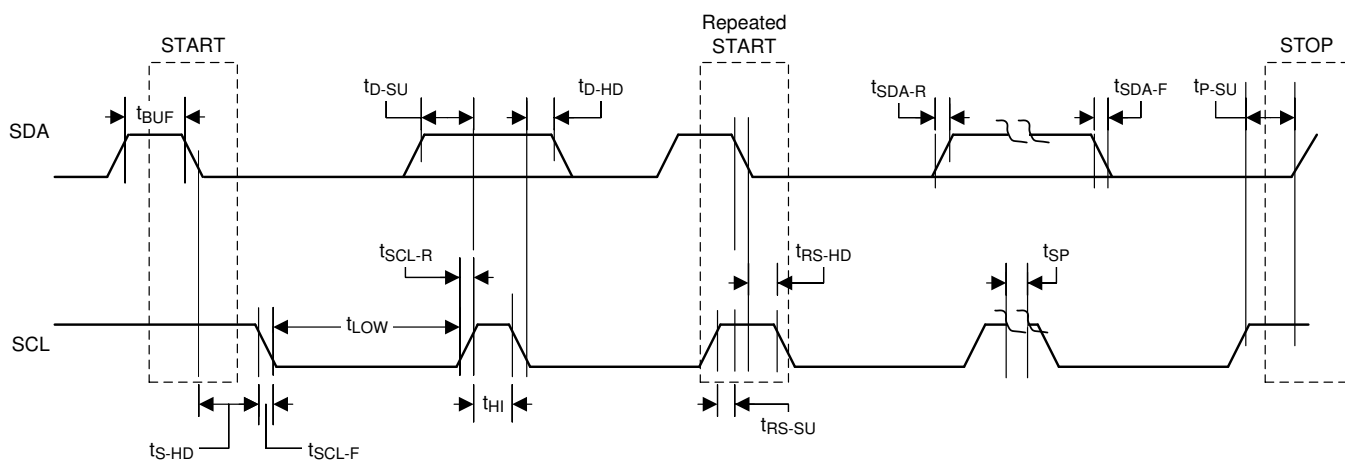 Repeated
START
START
STOP
tD-SU
tD-HD
tSDA-R
tSDA-F
tP-SU
tBUF
SDA
tSCL-R
tRS-HD
tSP
tLOW
SCL
tHI
tRS-SU
tS-HD
tSCL-F